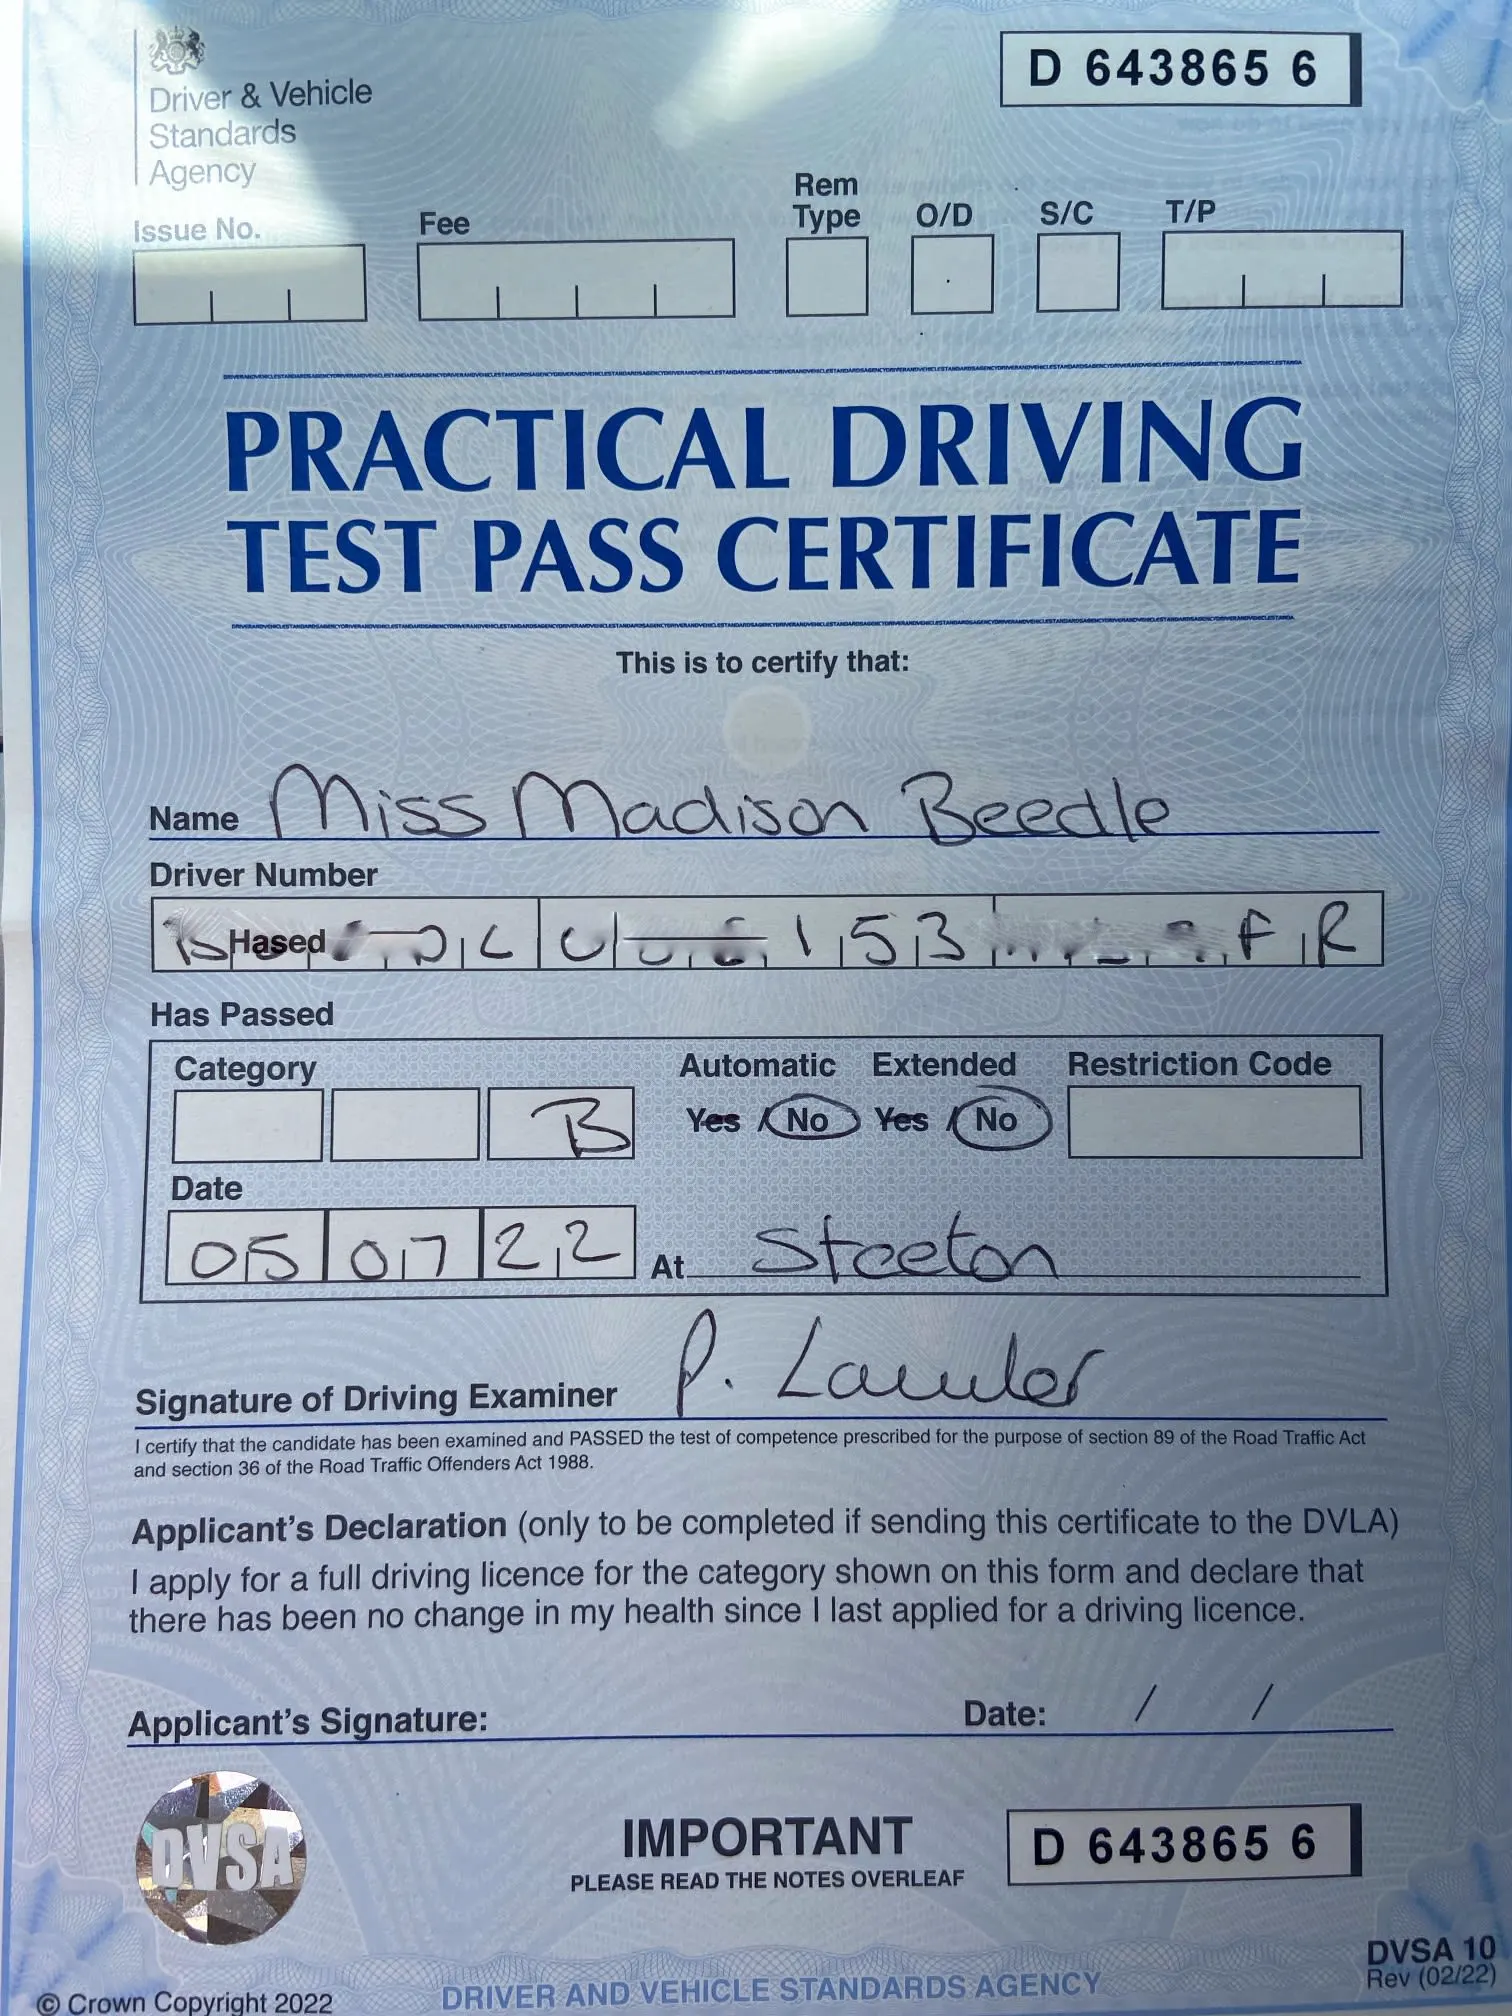 Driver & Vehicle
Standards
Agency
D 643865 6
Issue No.
Fee
Rem
Type
O/D
S/C
T/P
PRACTICAL DRIVING
TEST PASS CERTIFICATE
This is to certify that:
Name Miss Madison Beedle
Driver Number
Has Passed
Category
Automatic
Extended
Restriction Code
B
Yes / No
Yes / No
Date
05 07 22
At Steeton
Signature of Driving Examiner P. Lawler
I certify that the candidate has been examined and PASSED the test of competence prescribed for the purpose of section 89 of the Road Traffic Act
and section 36 of the Road Traffic Offenders Act 1988.
Applicant's Declaration (only to be completed if sending this certificate to the DVLA)
I apply for a full driving licence for the category shown on this form and declare that
there has been no change in my health since I last applied for a driving licence.
Applicant's Signature:
Date: / /
DVSA
IMPORTANT
PLEASE READ THE NOTES OVERLEAF
D 643865 6
DVSA 10
Rev (02/22)
© Crown Copyright 2022
DRIVER AND VEHICLE STANDARDS AGENCY